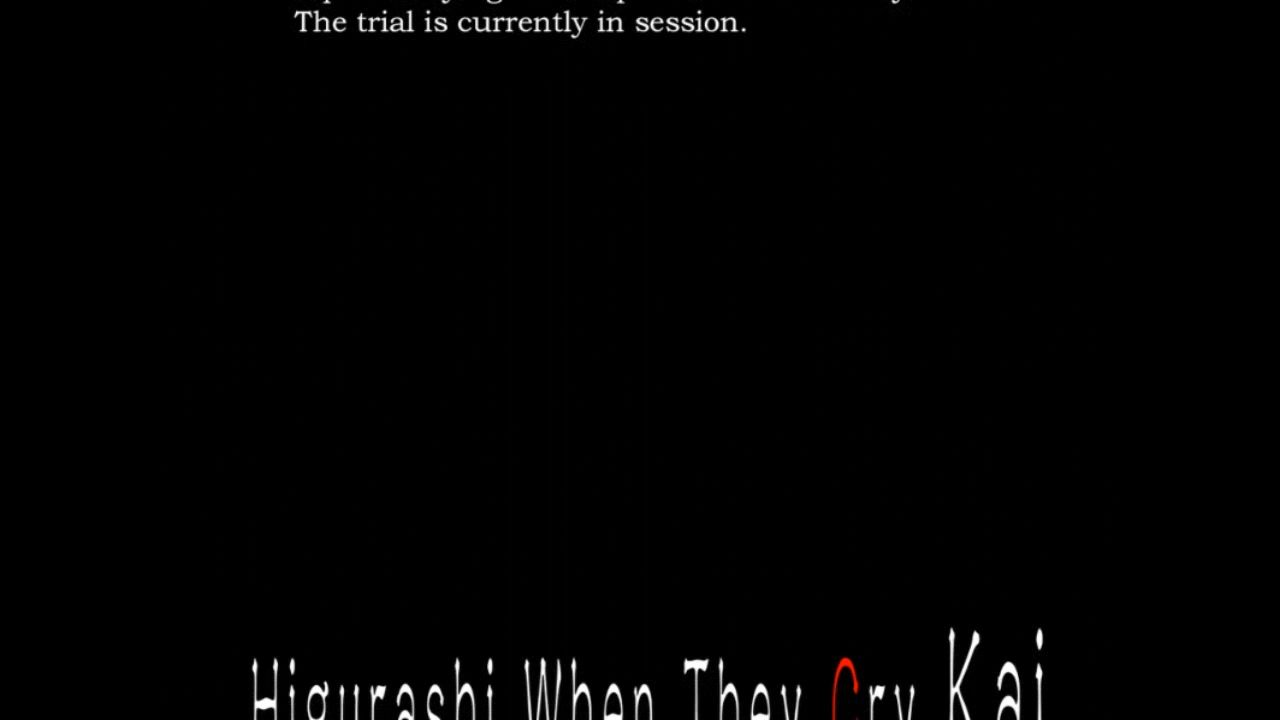 The trial is currently in session.
Higurashi When They Cry Kai